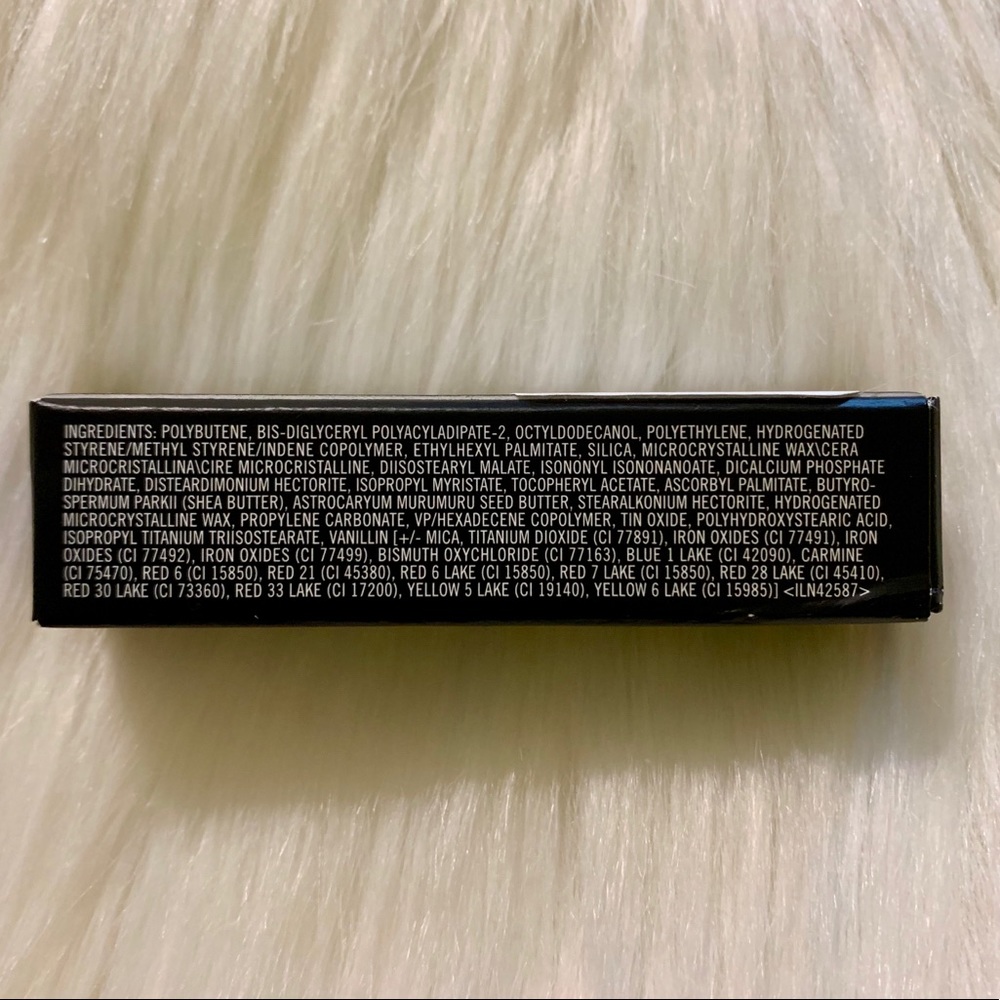 INGREDIENTS: POLYBUTENE, BIS-DIGLYCERYL POLYACYLADIPATE-2, OCTYLDODECANOL, POLYETHYLENE, HYDROGENATED
STYRENE/METHYL STYRENE/INDENE COPOLYMER, ETHYLHEXYL PALMITATE, SILICA, MICROCRYSTALLINE WAX\CERA
MICROCRISTALLINA\CIRE MICROCRISTALLINE, DIISOSTEARYL MALATE, ISONONYL ISONONANOATE, DICALCIUM PHOSPHATE
DIHYDRATE, DISTEARDIMONIUM HECTORITE, ISOPROPYL MYRISTATE, TOCOPHERYL ACETATE, ASCORBYL PALMITATE, BUTYRO-
SPERMUM PARKII (SHEA BUTTER), ASTROCARYUM MURUMURU SEED BUTTER, STEARALKONIUM HECTORITE, HYDROGENATED
MICROCRYSTALLINE WAX, PROPYLENE CARBONATE, VP/HEXADECENE COPOLYMER, TIN OXIDE, POLYHYDROXYSTEARIC ACID,
ISOPROPYL TITANIUM TRIISOSTEARATE, VANILLIN [+/- MICA, TITANIUM DIOXIDE (CI 77891), IRON OXIDES (CI 77491), IRON
OXIDES (CI 77492), IRON OXIDES (CI 77499), BISMUTH OXYCHLORIDE (CI 77163), BLUE 1 LAKE (CI 42090), CARMINE
(CI 75470), RED 6 (CI 15850), RED 21 (CI 45380), RED 6 LAKE (CI 15850), RED 7 LAKE (CI 15850), RED 28 LAKE (CI 45410),
RED 30 LAKE (CI 73360), RED 33 LAKE (CI 17200), YELLOW 5 LAKE (CI 19140), YELLOW 6 LAKE (CI 15985)] <ILN42587>